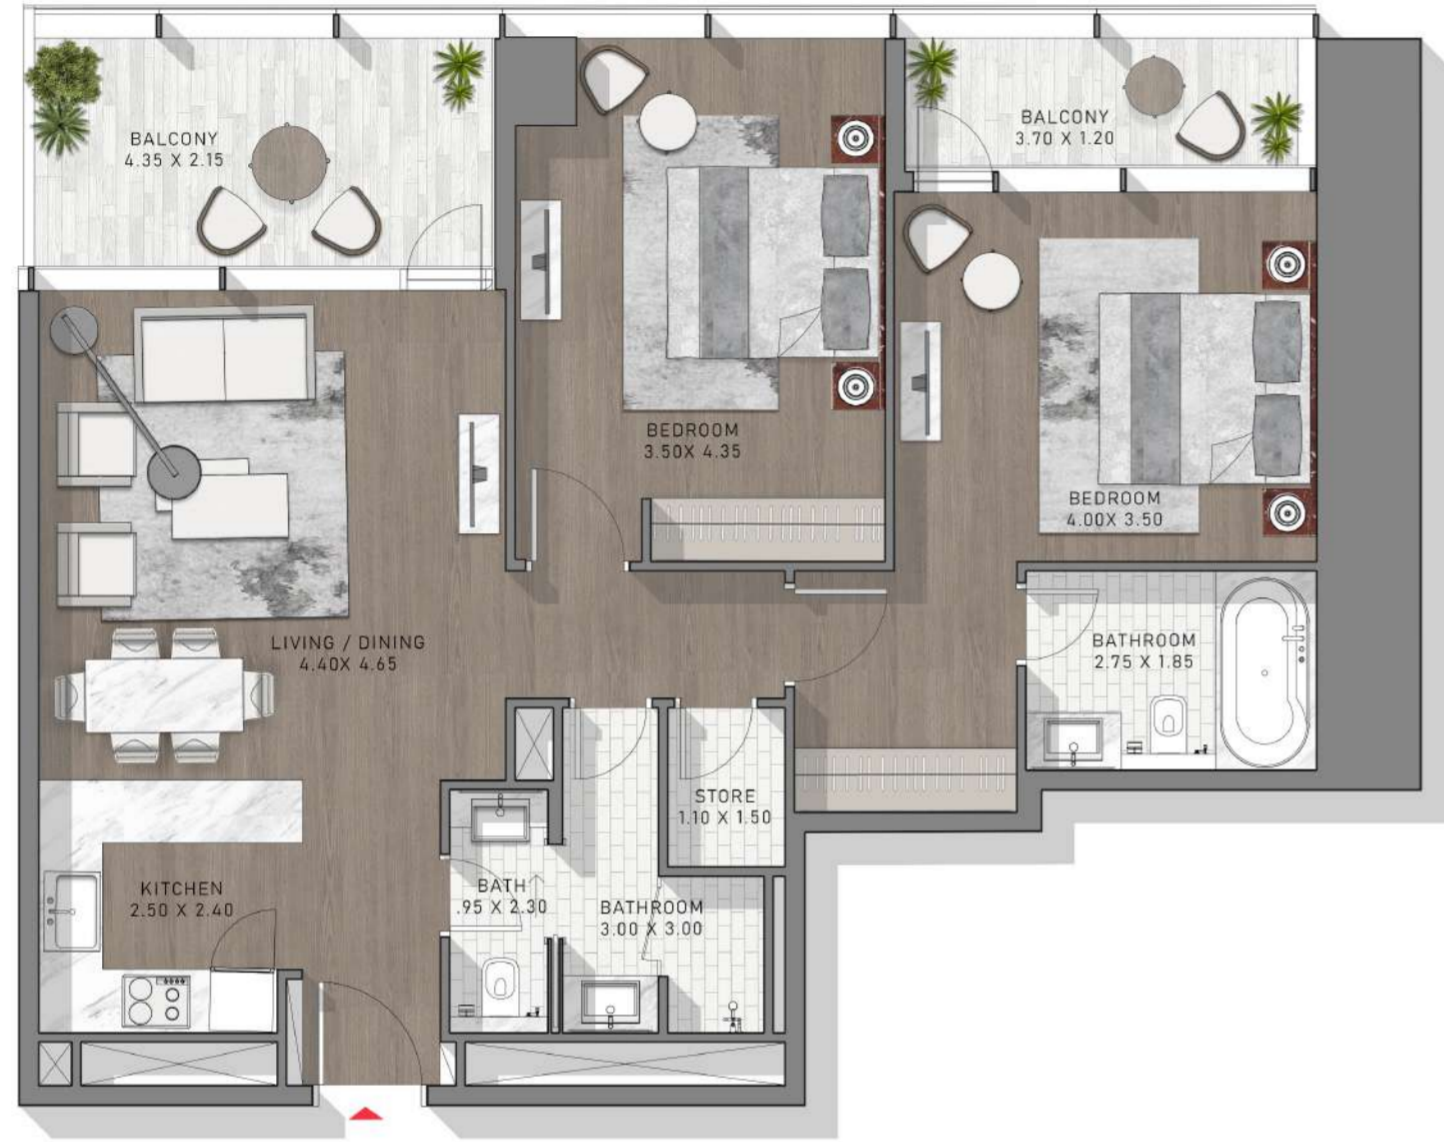 BALCONY
4.35 X 2.15
BALCONY
3.70 X 1.20
BEDROOM
3.50X 4.35
BEDROOM
4.00X 3.50
LIVING / DINING
4.40X 4.65
BATHROOM
2.75 X 1.85
STORE
1.10 X 1.50
KITCHEN
2.50 X 2.40
BATH
.95 X 2.30
BATHROOM
3.00 X 3.00